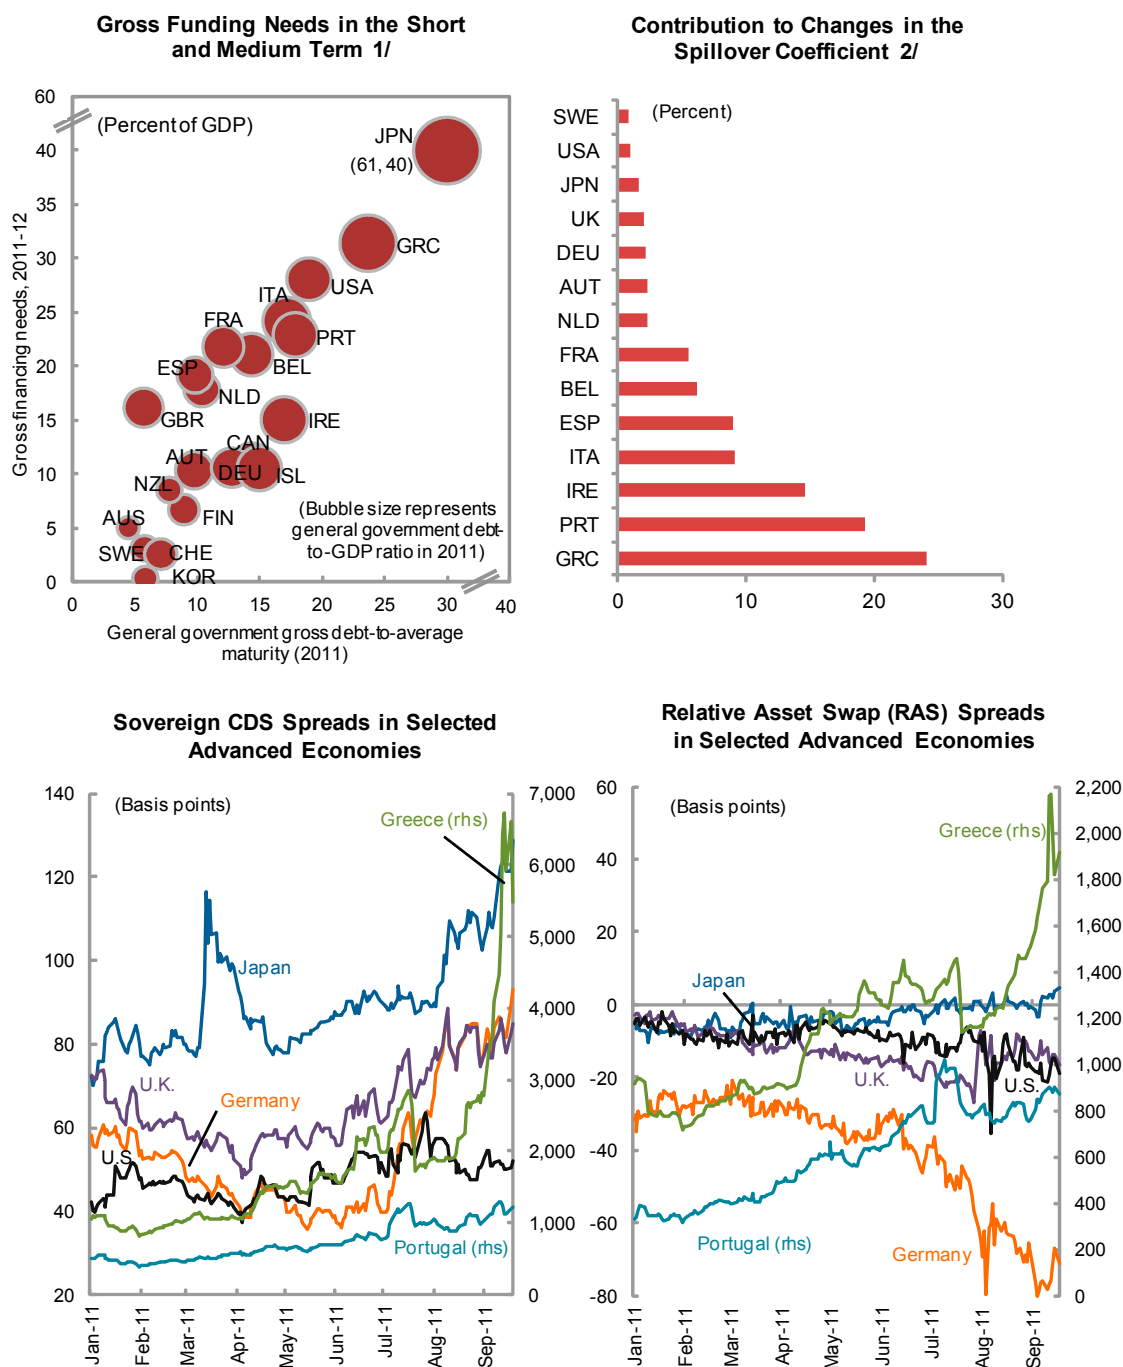 Gross Funding Needs in the Short
and Medium Term 1/
60
(Percent of GDP)
40
35
30
25
20
15
10
5
0
Gross financing needs, 2011-12
JPN
(61, 40)
GRC
USA
ITA
FRA
PRT
ESP
BEL
NLD
GBR
IRE
CAN
AUT
DEU
ISL
NZL
AUS
FIN
SWE
CHE
KOR
(Bubble size represents
general government debt-
to-GDP ratio in 2011)
0 5 10 15 20 25 30 40
General government gross debt-to-average
maturity (2011)
Contribution to Changes in the
Spillover Coefficient 2/
(Percent)
SWE
USA
JPN
UK
DEU
AUT
NLD
FRA
BEL
ESP
ITA
IRE
PRT
GRC
0 10 20 30
Sovereign CDS Spreads in Selected
Advanced Economies
(Basis points)
140
120
100
80
60
40
20
7,000
6,000
5,000
4,000
3,000
2,000
1,000
0
Greece (rhs)
Japan
U.K.
Germany
U.S
Portugal (rhs)
Jan-11
Feb-11
Mar-11
Apr-11
May-11
Jun-11
Jul-11
Aug-11
Sep-11
Relative Asset Swap (RAS) Spreads
in Selected Advanced Economies
(Basis points)
60
40
20
0
-20
-40
-60
-80
2,200
2,000
1,800
1,600
1,400
1,200
1,000
800
600
400
200
0
Greece (rhs)
Japan
U.K.
U.S.
Portugal (rhs)
Germany
Jan-11
Feb-11
Mar-11
Apr-11
May-11
Jun-11
Jul-11
Aug-11
Sep-11